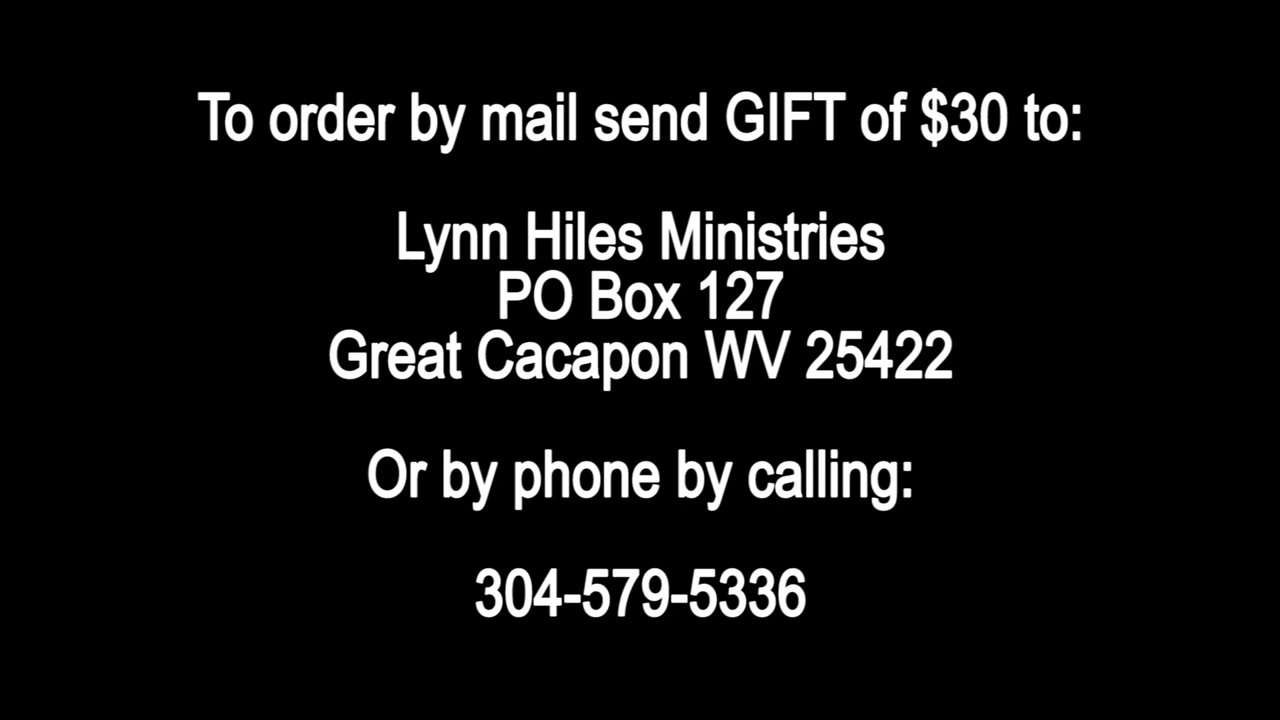 To order by mail send GIFT of $30 to:
Lynn Hiles Ministries
PO Box 127
Great Cacapon WV 25422
Or by phone by calling:
304-579-5336